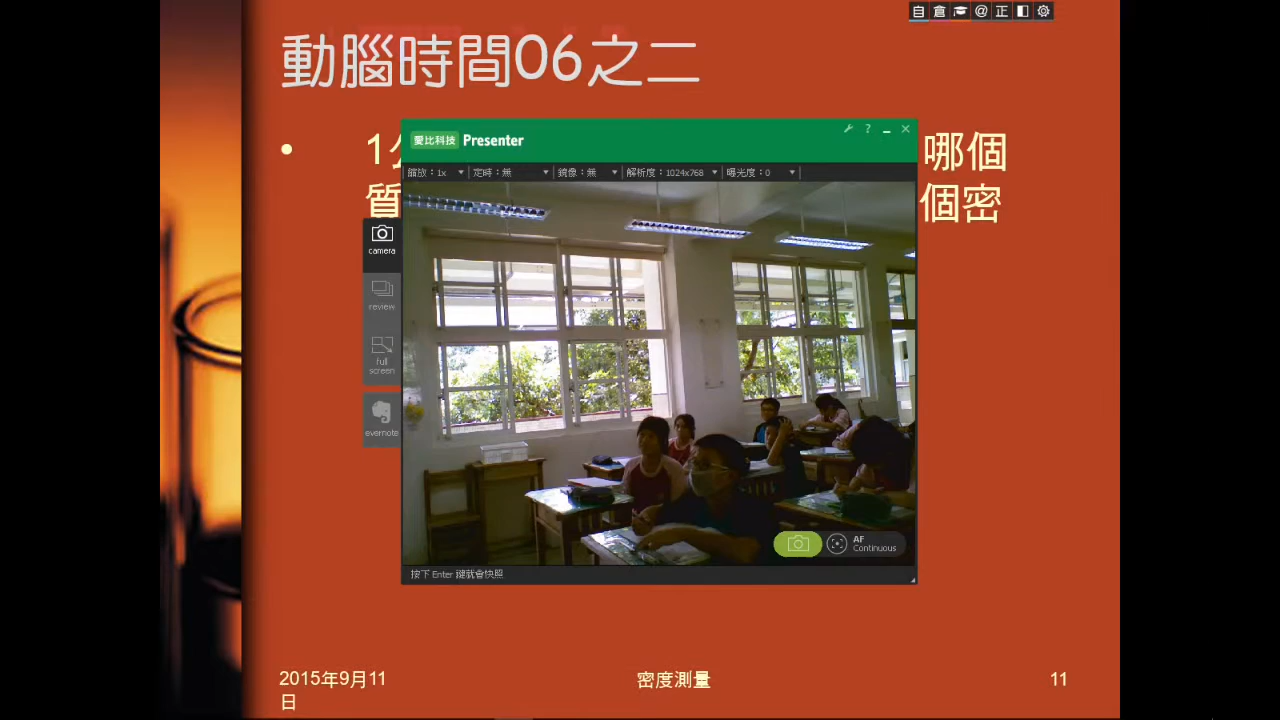 自 倉 @ 正
動腦時間06之二
• 1 哪個
質 個密
愛比科技 Presenter
縮放：1x 定時：無 鏡像：無 解析度：1024x768 曝光度：0
camera
review
full
screen
evernote
AF
Continuous
按下 Enter 鍵就會快照
2015年9月11
日
密度測量
11